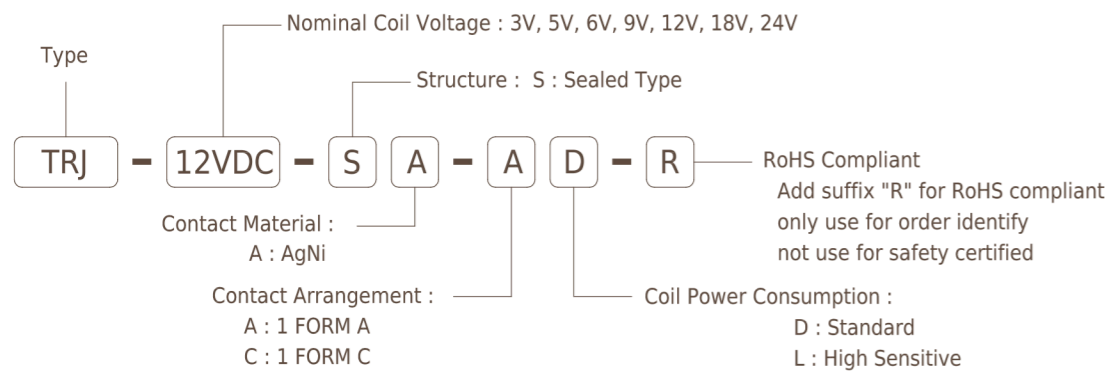 Nominal Coil Voltage : 3V, 5V, 6V, 9V, 12V, 18V, 24V
Type
Structure : S : Sealed Type
TRJ - 12VDC - S A - A D - R
RoHS Compliant
Add suffix "R" for RoHS compliant
only use for order identify
not use for safety certified
Contact Material :
A : AgNi
Contact Arrangement :
A : 1 FORM A
C : 1 FORM C
Coil Power Consumption :
D : Standard
L : High Sensitive